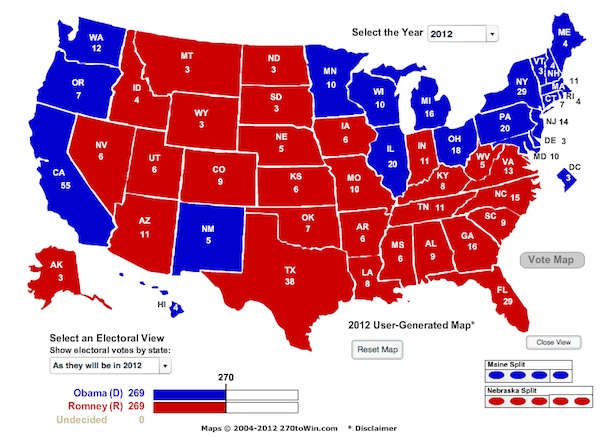 Select the Year 2012
WA
12
OR
7
CA
55
NV
6
ID
4
MT
3
WY
3
UT
6
AZ
11
CO
9
NM
5
ND
3
SD
3
NE
5
KS
6
OK
7
TX
38
MN
10
IA
6
MO
10
AR
6
LA
8
WI
10
IL
20
MI
16
IN
11
OH
18
KY
8
TN 11
MS
6
AL
9
GA
16
FL
29
SC
9
NC 15
VA
13
WV
5
PA
20
NY
29
VT
3
4
NH
ME
4
11
MA
RI
4
CT
7
NJ 14
DE 3
MD 10
DC
3
AK
3
HI
4
Vote Map
Select an Electoral View
Show electoral votes by state:
As they will be in 2012
2012 User-Generated Map*
Reset Map
Close View
Maine Split
Nebraska Split
270
Obama (D) 269
Romney (R) 269
Undecided 0
Maps © 2004-2012 270toWin.com * Disclaimer